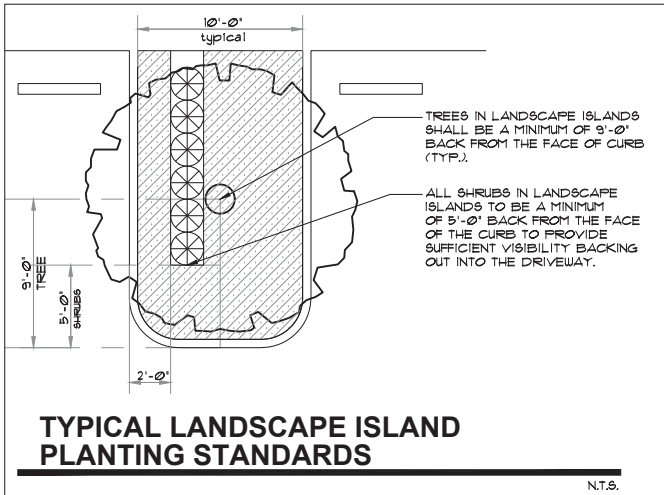 10'-0"
typical
TREES IN LANDSCAPE ISLANDS
SHALL BE A MINIMUM OF 9'-0"
BACK FROM THE FACE OF CURB
(TYP.).
ALL SHRUBS IN LANDSCAPE
ISLANDS TO BE A MINIMUM
OF 5'-0" BACK FROM THE FACE
OF THE CURB TO PROVIDE
SUFFICIENT VISIBILITY BACKING
OUT INTO THE DRIVEWAY.
9'-0"
TREE
5'-0"
SHRUBS
2'-0"
TYPICAL LANDSCAPE ISLAND
PLANTING STANDARDS
N.T.S.